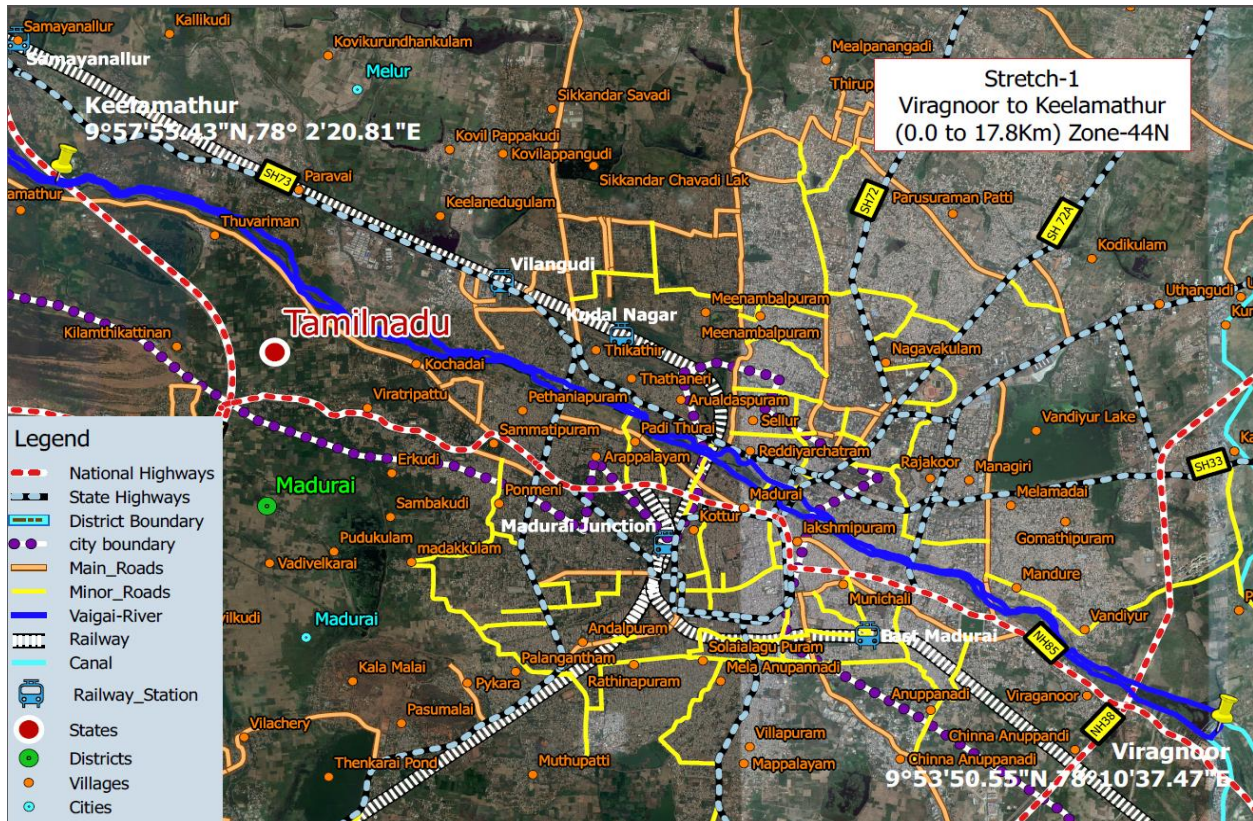 Samayanallur
Kallikudi
Kovikurundhankulam
Samayanallur
Melur
Mealpanangadi
Thirup
Stretch-1
Viragnoor to Keelamathur
(0.0 to 17.8Km) Zone-44N
Keelamathur
9°57'55.43"N,78° 2'20.81"E
Sikkandar Savadi
Kovil Pappakudi
Kovilappangudi
Sikkandar Chavadi Lak
SH73
Paravai
amathur
Thuvariman
Keelanedugulam
SH72
Parusuraman Patti
SH 72A
Kodikulam
Vilangudi
Uthangudi
Kur
Tamilnadu
Kilamthikattinan
Kudal Nagar
Meenambalpuram
Meenambalpuram
Thikathir
Kochadai
Thathaneri
Nagavakulam
Viratripattu
Pethaniapuram
Arualdaspuram
Sellur
Vandiyur Lake
Sammatipuram
Padi Thurai
Reddiyarchatram
Arappalayam
Ka
SH33
Erkudi
Rajakoor
Managiri
Madurai
Sambakudi
Ponmeni
Madurai
Melamadai
Madurai Junction
Kottur
lakshmipuram
Gomathipuram
Pudukulam
madakkulam
Vadivelkarai
Munichali
Mandure
vilkudi
Madurai
Andalpuram
East Madurai
Vandiyur
NH85
Solaialagu Puram
Palangantham
Mela Anupannadi
Kala Malai
Pykara
Rathinapuram
Anuppanadi
Viraganoor
Pasumalai
NH38
Vilachery
Villapuram
Chinna Anuppandi
Viragnoor
Thenkarai Pond
Muthupatti
Mappalayam
Chinna Anuppanadi
9°53'50.55"N,78°10'37.47"E
Legend
National Highways
State Highways
District Boundary
city boundary
Main_Roads
Minor_Roads
Vaigai-River
Railway
Canal
Railway_Station
States
Districts
Villages
Cities